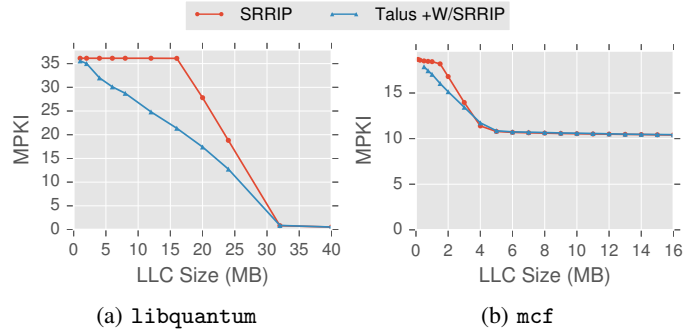 SRRIP Talus +W/SRRIP
MPKI
35
30
25
20
15
10
5
0
0 5 10 15 20 25 30 35 40
LLC Size (MB)
(a) libquantum
MPKI
15
10
5
0
0 2 4 6 8 10 12 14 16
LLC Size (MB)
(b) mcf